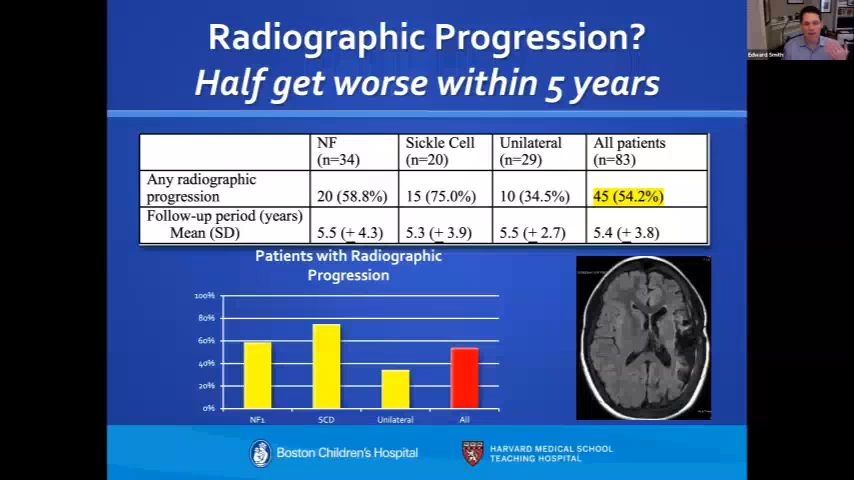 Radiographic Progression?
Half get worse within 5 years
Edward Smith
NF
(n=34)
Sickle Cell
(n=20)
Unilateral
(n=29)
All patients
(n=83)
Any radiographic
progression
20 (58.8%)
15 (75.0%)
10 (34.5%)
45 (54.2%)
Follow-up period (years)
Mean (SD)
5.5 (+ 4.3)
5.3 (+ 3.9)
5.5 (+ 2.7)
5.4 (+ 3.8)
Patients with Radiographic
Progression
100%
80%
60%
40%
20%
0%
NF1
SCD
Unilateral
All
Boston Children's Hospital
HARVARD MEDICAL SCHOOL
TEACHING HOSPITAL